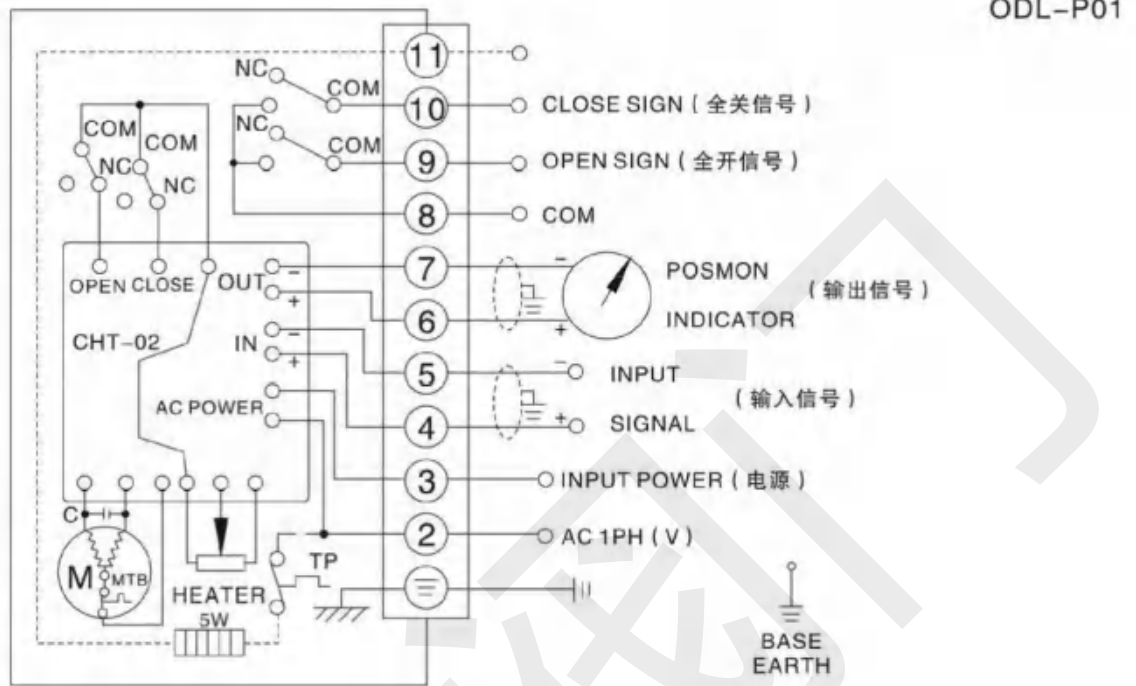 ODL-P01
11
NC
COM
10
CLOSE SIGN ( 全关信号 )
NC
COM
9
OPEN SIGN ( 全开信号 )
COM
COM
NC
NC
8
COM
OPEN CLOSE
OUT
-
+
7
-
POSMON
( 输出信号 )
6
+
INDICATOR
CHT-02
IN
-
+
5
-
INPUT
( 输入信号 )
4
+
SIGNAL
AC POWER
3
INPUT POWER ( 电源 )
2
AC 1PH ( V )
C
TP
M
MTB
HEATER
5W
BASE
EARTH
阀门